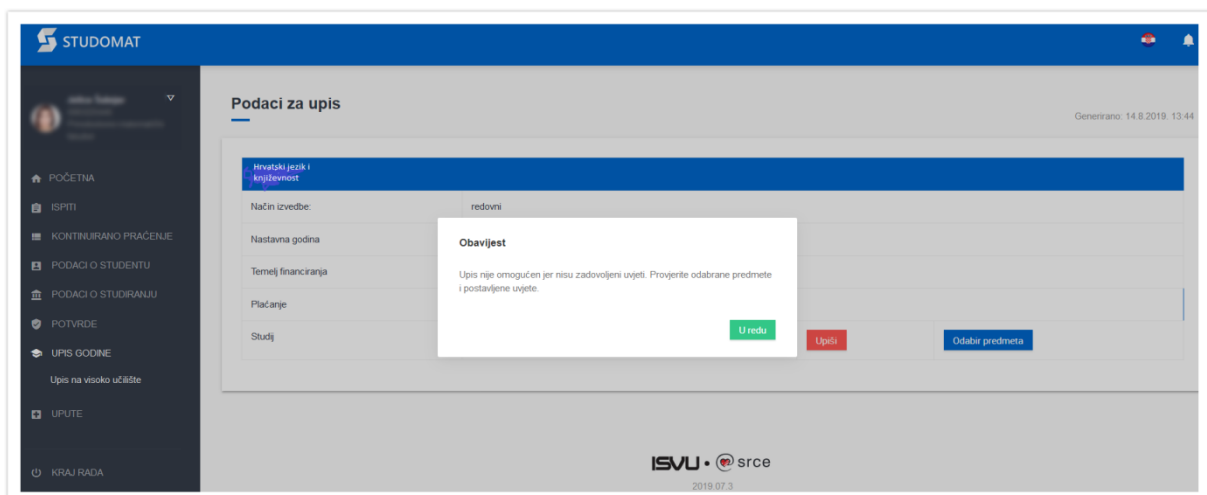 STUDOMAT
Podaci za upis
Generirano: 14.8.2019. 13:44
POČETNA
ISPITI
KONTINUIRANO PRAĆENJE
PODACI O STUDENTU
PODACI O STUDIRANJU
POTVRDE
UPIS GODINE
Upis na visoko učilište
UPUTE
KRAJ RADA
Hrvatski jezik i
književnost
Način izvedbe: redovni
Nastavna godina
Temelj financiranja
Plaćanje
Studij
Obavijest
Upis nije omogućen jer nisu zadovoljeni uvjeti. Provjerite odabrane predmete
i postavljene uvjete.
U redu
Upiši
Odabir predmeta
ISVU • srce
2019.07.3